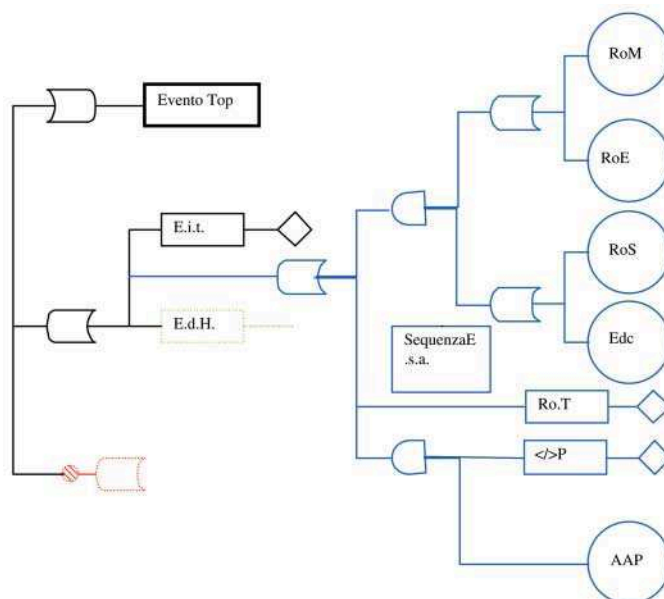 RoM
Evento Top
RoE
E.i.t.
RoS
E.d.H.
SequenzaE
.s.a.
Edc
Ro.T
</>P
AAP